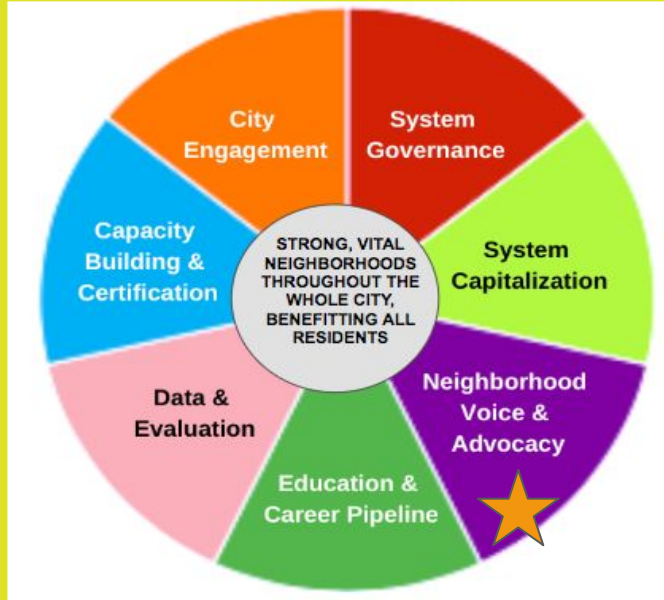 City
Engagement
System
Governance
Capacity
Building &
Certification
STRONG, VITAL
NEIGHBORHOODS
THROUGHOUT THE
WHOLE CITY,
BENEFITTING ALL
RESIDENTS
System
Capitalization
Data &
Evaluation
Neighborhood
Voice &
Advocacy
Education &
Career Pipeline